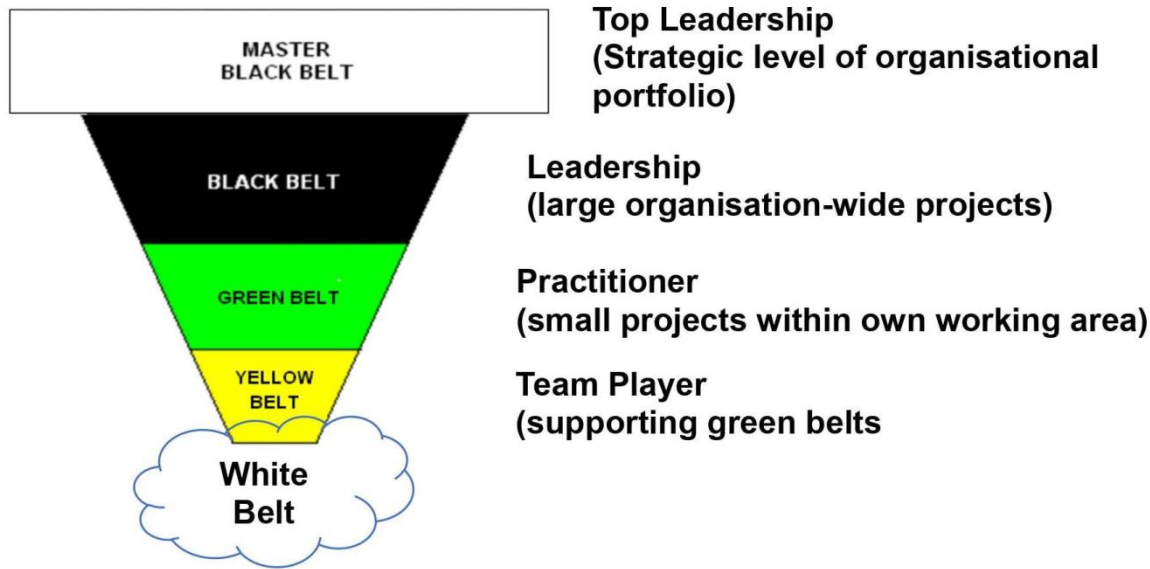 MASTER
BLACK BELT
Top Leadership
(Strategic level of organisational
portfolio)
BLACK BELT
Leadership
(large organisation-wide projects)
GREEN BELT
Practitioner
(small projects within own working area)
YELLOW
BELT
Team Player
(supporting green belts
White
Belt